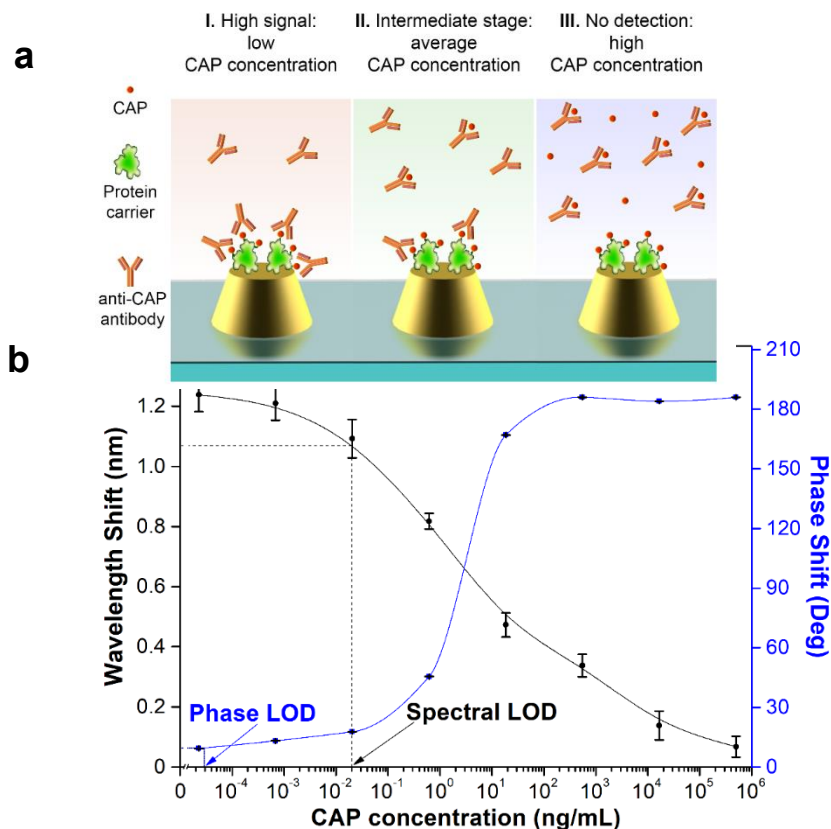 a
I. High signal:
low
CAP concentration
II. Intermediate stage:
average
CAP concentration
III. No detection:
high
CAP concentration
CAP
Protein
carrier
anti-CAP
antibody
b
Wavelength Shift (nm)
1.2
1.0
0.8
0.6
0.4
0.2
0
210
180
150
120
90
60
30
0
Phase Shift (Deg)
Phase LOD
Spectral LOD
0 10⁻⁴ 10⁻³ 10⁻² 10⁻¹ 10⁰ 10¹ 10² 10³ 10⁴ 10⁵ 10⁶
CAP concentration (ng/mL)